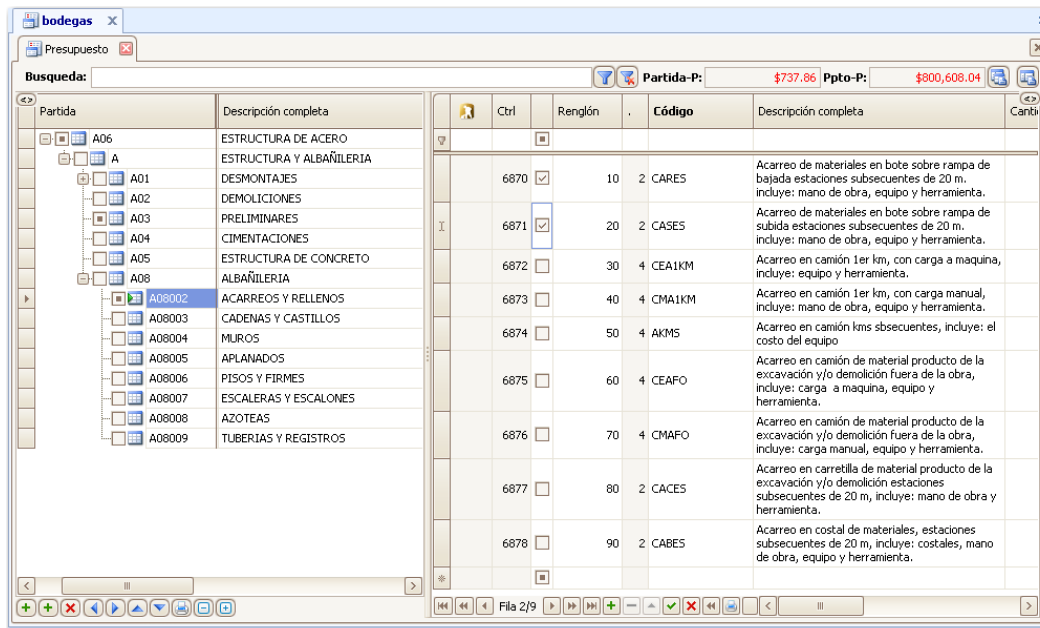 bodegas X
Presupuesto
Busqueda: Partida-P: $737.86 Ppto-P: $800,608.04
Partida Descripción completa
A06 ESTRUCTURA DE ACERO
A ESTRUCTURA Y ALBAÑILERIA
A01 DESMONTAJES
A02 DEMOLICIONES
A03 PRELIMINARES
A04 CIMENTACIONES
A05 ESTRUCTURA DE CONCRETO
A08 ALBAÑILERIA
A08002 ACARREOS Y RELLENOS
A08003 CADENAS Y CASTILLOS
A08004 MUROS
A08005 APLANADOS
A08006 PISOS Y FIRMES
A08007 ESCALERAS Y ESCALONES
A08008 AZOTEAS
A08009 TUBERIAS Y REGISTROS
Ctrl Renglón . Código Descripción completa Canti
6870 10 2 CARES Acarreo de materiales en bote sobre rampa de
bajada estaciones subsecuentes de 20 m.
incluye: mano de obra, equipo y herramienta.
6871 20 2 CASES Acarreo de materiales en bote sobre rampa de
subida estaciones subsecuentes de 20 m.
incluye: mano de obra, equipo y herramienta.
6872 30 4 CEA1KM Acarreo en camión 1er km, con carga a maquina,
incluye: equipo y herramienta.
6873 40 4 CMA1KM Acarreo en camión 1er km, con carga manual,
incluye: mano de obra, equipo y herramienta.
6874 50 4 AKMS Acarreo en camión kms sbsecuentes, incluye: el
costo del equipo
6875 60 4 CEAFO Acarreo en camión de material producto de la
excavación y/o demolición fuera de la obra,
incluye: carga a maquina, equipo y
herramienta.
6876 70 4 CMAFO Acarreo en camión de material producto de la
excavación y/o demolición fuera de la obra,
incluye: carga manual, equipo y herramienta.
6877 80 2 CACES Acarreo en carretilla de material producto de la
excavación y/o demolición estaciones
subsecuentes de 20 m, incluye: mano de obra y
herramienta.
6878 90 2 CABES Acarreo en costal de materiales, estaciones
subsecuentes de 20 m, incluye: costales, mano
de obra, equipo y herramienta.
Fila 2/9